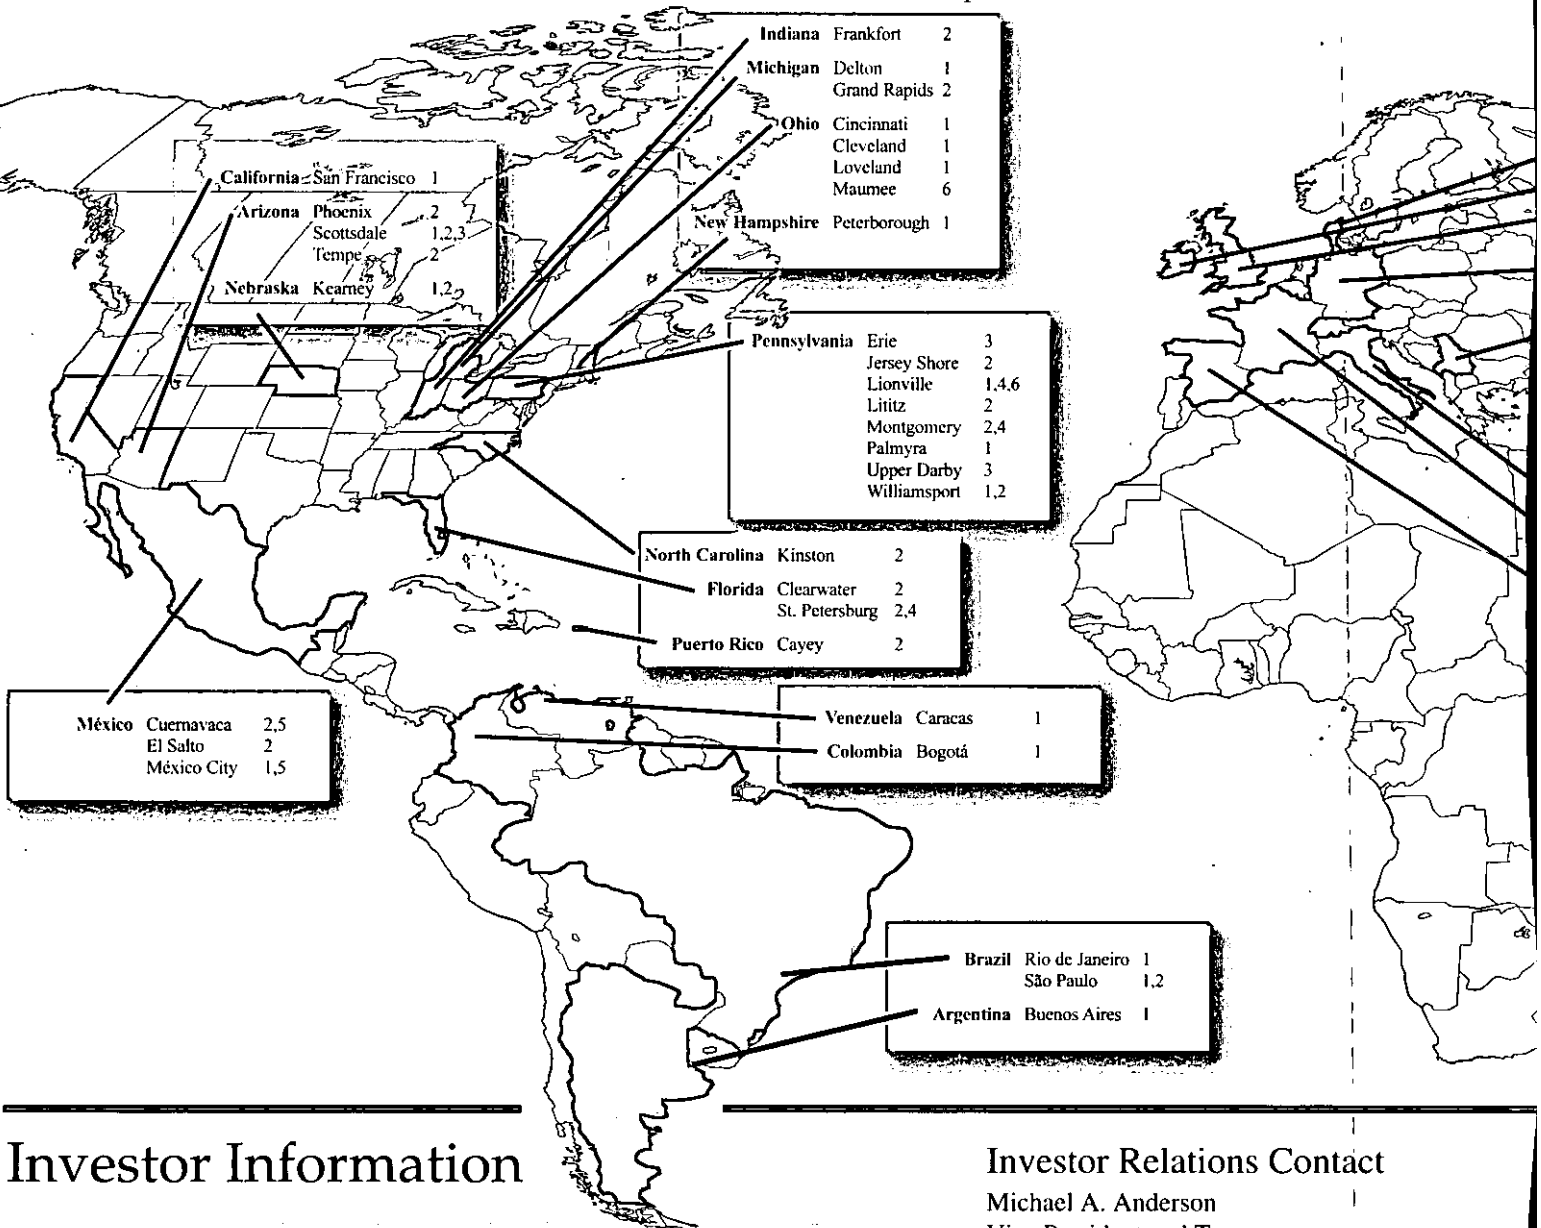 Indiana Frankfort 2
Michigan Delton 1
Grand Rapids 2
Ohio Cincinnati 1
Cleveland 1
Loveland 1
Maumee 6
New Hampshire Peterborough 1
California San Francisco 1
Arizona Phoenix 2
Scottsdale 1,2,3
Tempe 2
Nebraska Kearney 1,2
Pennsylvania Erie 3
Jersey Shore 2
Lionville 1,4,6
Lititz 2
Montgomery 2,4
Palmyra 1
Upper Darby 3
Williamsport 1,2
North Carolina Kinston 2
Florida Clearwater 2
St. Petersburg 2,4
Puerto Rico Cayey 2
México Cuernavaca 2,5
El Salto 2
México City 1,5
Venezuela Caracas 1
Colombia Bogotá 1
Brazil Rio de Janeiro 1
São Paulo 1,2
Argentina Buenos Aires 1
Investor Information
Investor Relations Contact
Michael A. Anderson